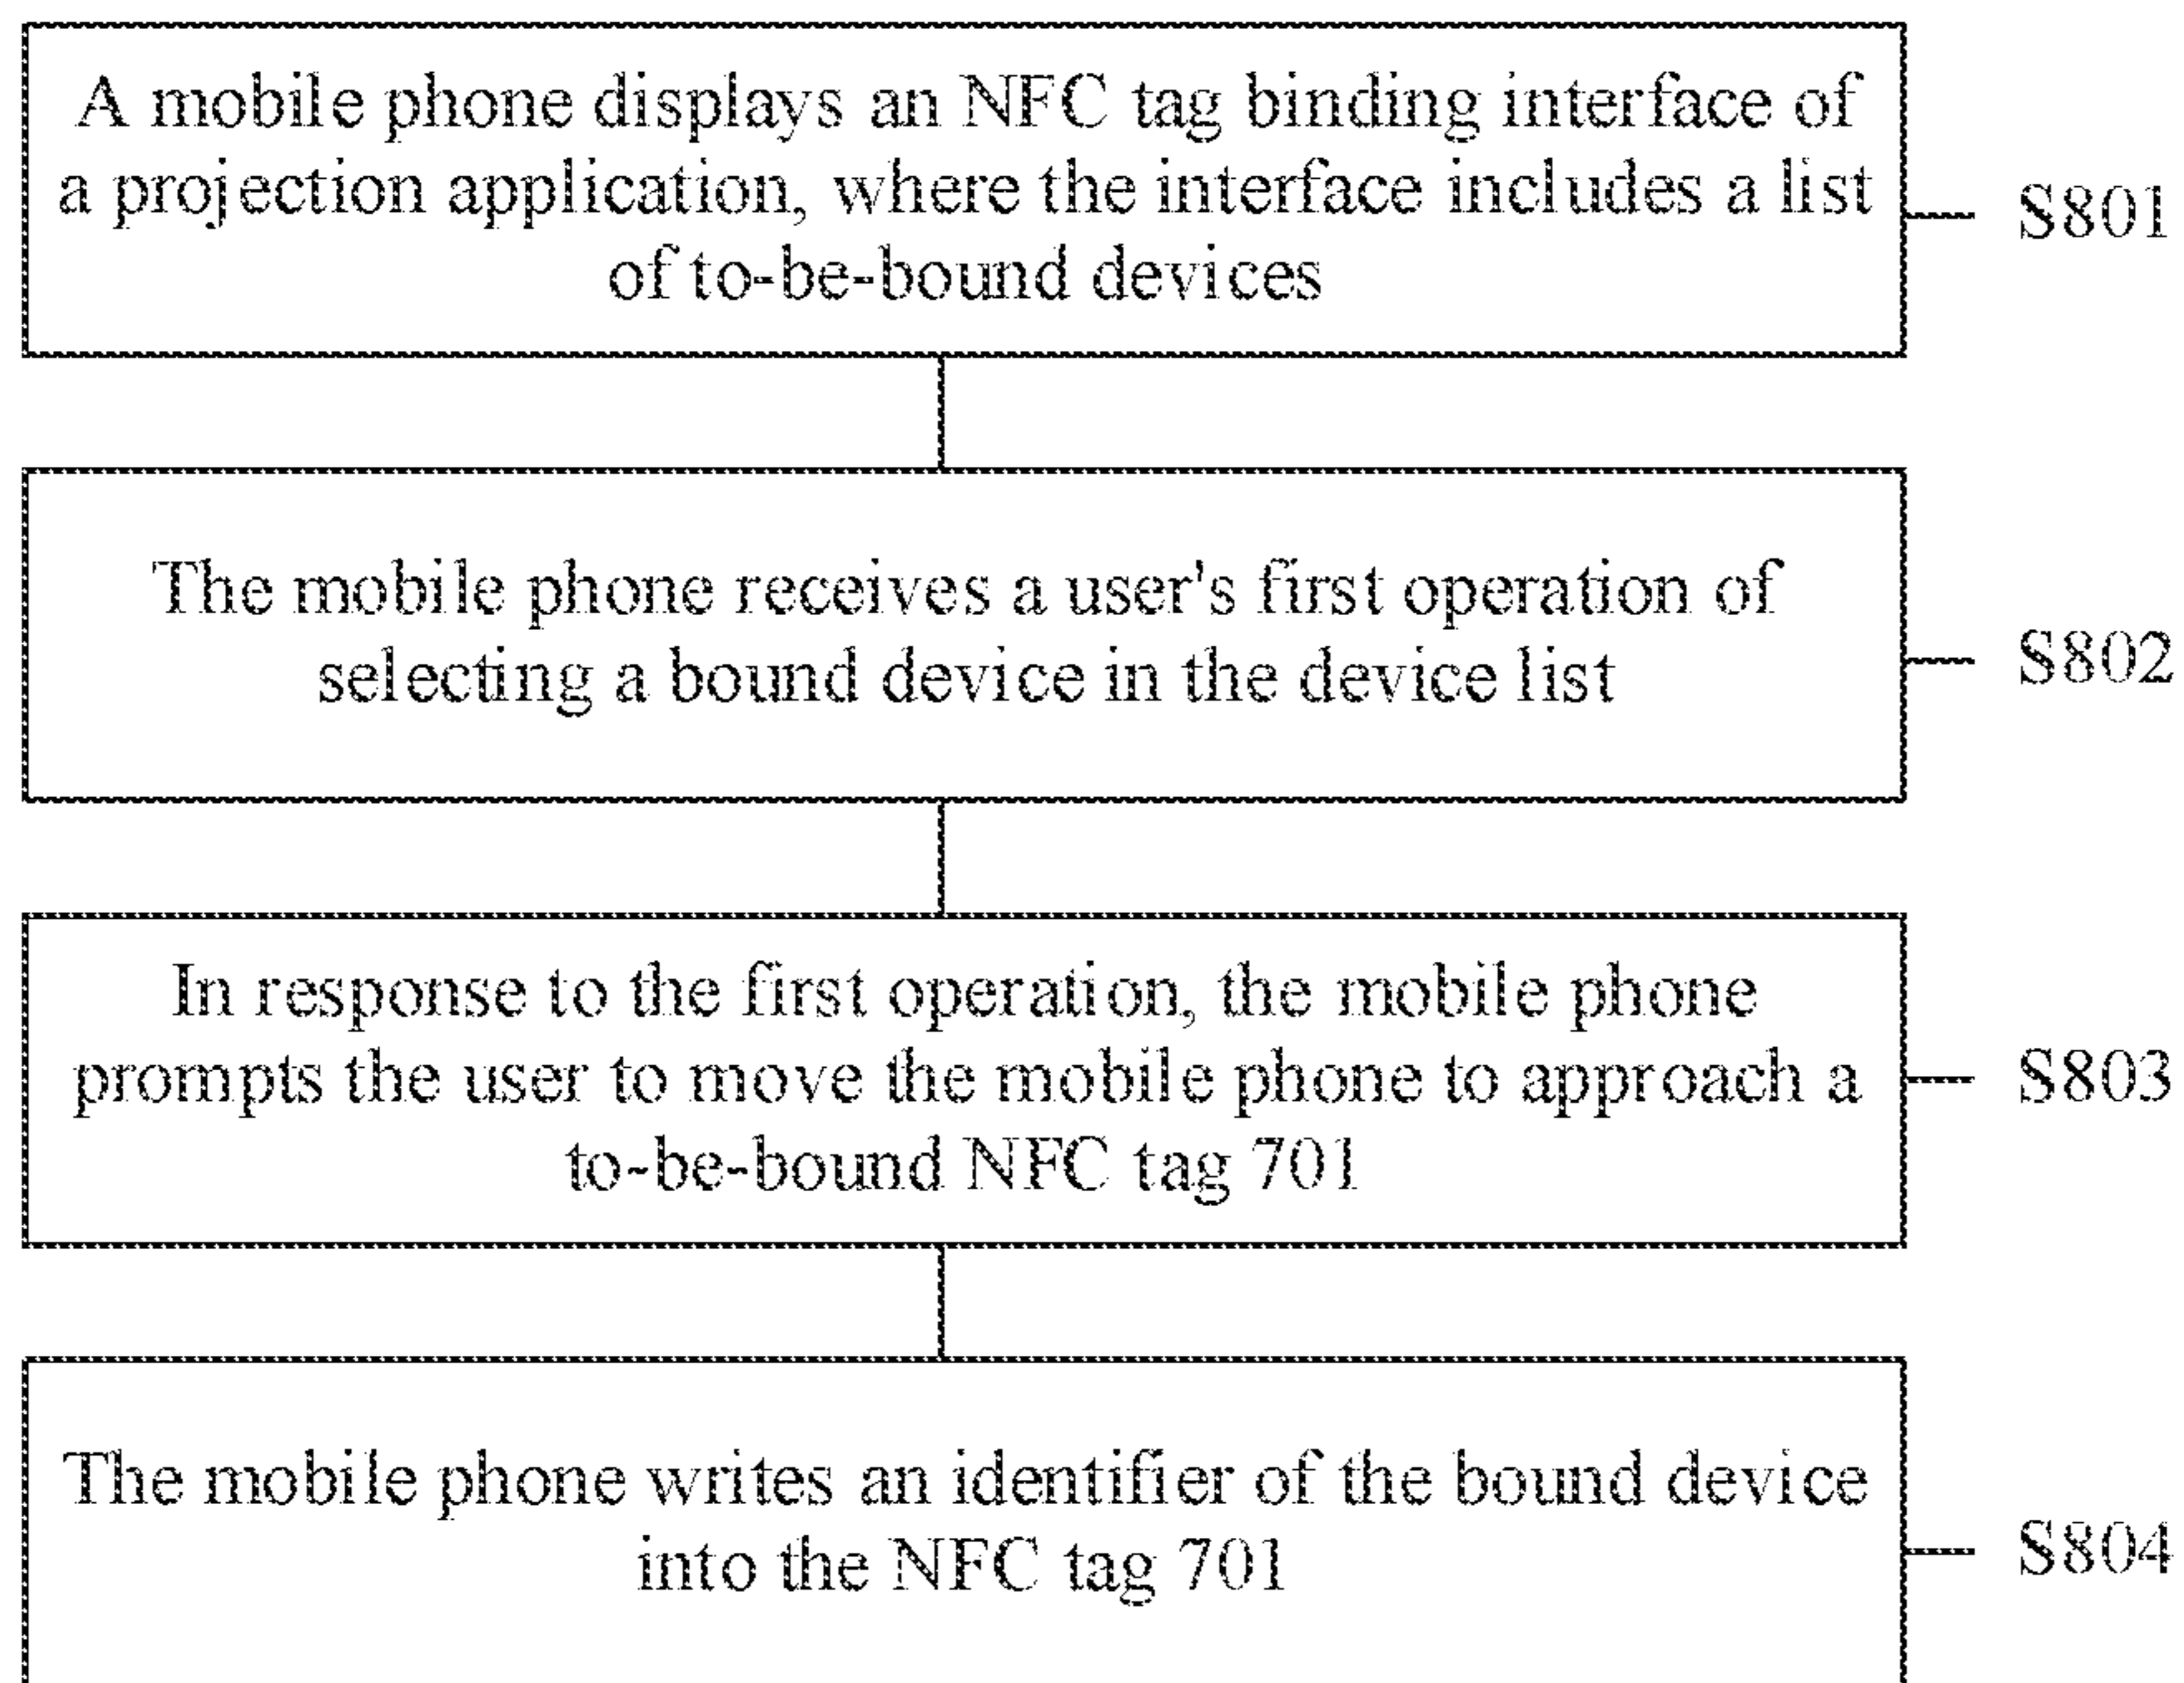 A mobile phone displays an NFC tag binding interface of
a projection application, where the interface includes a list
of to-be-bound devices
S801
The mobile phone receives a user's first operation of
selecting a bound device in the device list
S802
In response to the first operation, the mobile phone
prompts the user to move the mobile phone to approach a
to-be-bound NFC tag 701
S803
The mobile phone writes an identifier of the bound device
into the NFC tag 701
S804